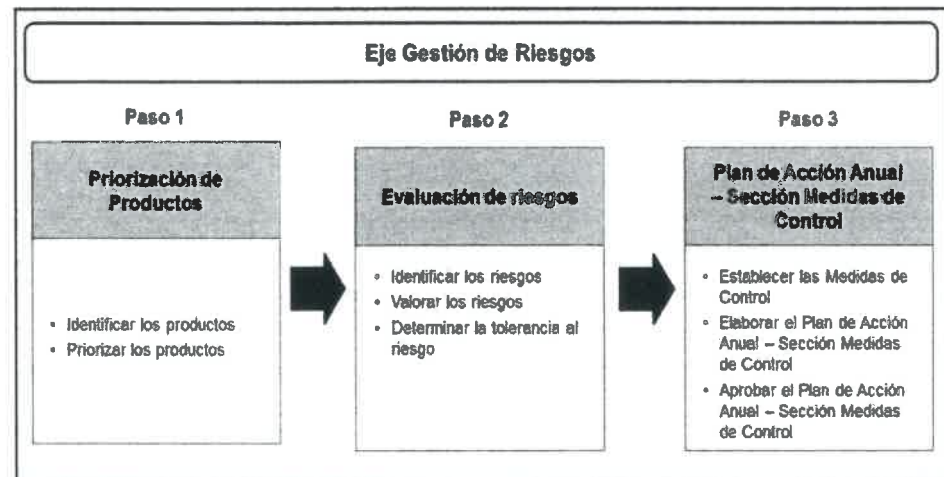 Eje Gestión de Riesgos
Paso 1
Priorización de
Productos
• Identificar los productos
• Priorizar los productos
Paso 2
Evaluación de riesgos
• Identificar los riesgos
• Valorar los riesgos
• Determinar la tolerancia al
riesgo
Paso 3
Plan de Acción Anual
– Sección Medidas de
Control
• Establecer las Medidas de
Control
• Elaborar el Plan de Acción
Anual – Sección Medidas
de Control
• Aprobar el Plan de Acción
Anual – Sección Medidas
de Control